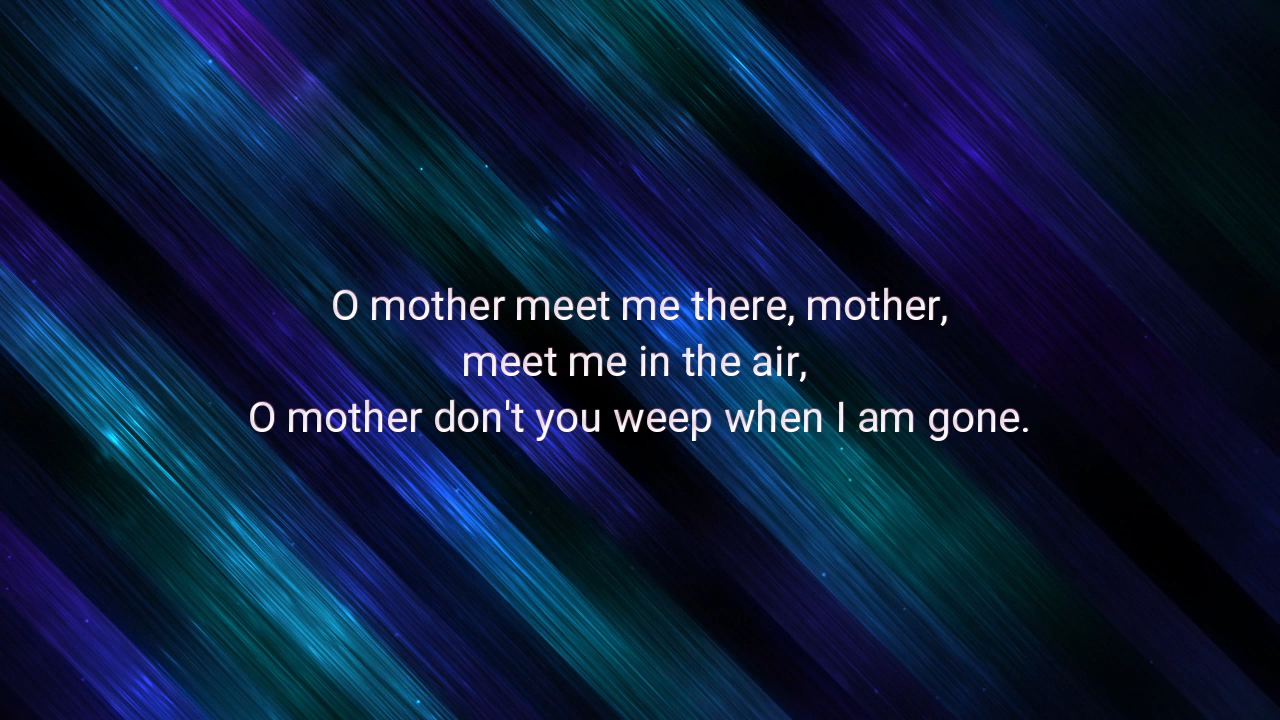 O mother meet me there, mother,
meet me in the air,
O mother don't you weep when I am gone.